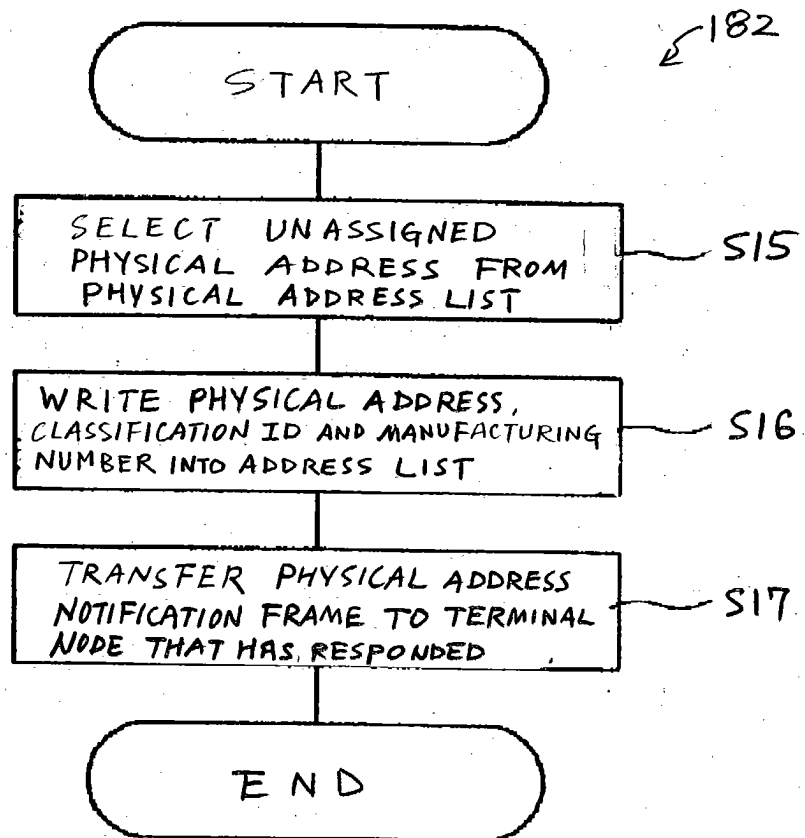 182
START
SELECT UNASSIGNED
PHYSICAL ADDRESS FROM
PHYSICAL ADDRESS LIST
S15
WRITE PHYSICAL ADDRESS,
CLASSIFICATION ID AND MANUFACTURING
NUMBER INTO ADDRESS LIST
S16
TRANSFER PHYSICAL ADDRESS
NOTIFICATION FRAME TO TERMINAL
NODE THAT HAS RESPONDED
S17
END